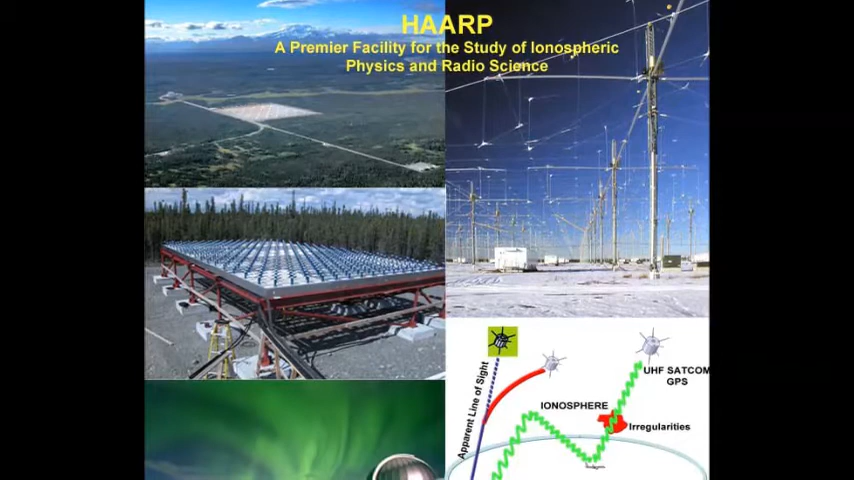 HAARP
A Premier Facility for the Study of Ionospheric
Physics and Radio Science
Apparent Line of Sight
UHF SATCOM
GPS
IONOSPHERE
Irregularities